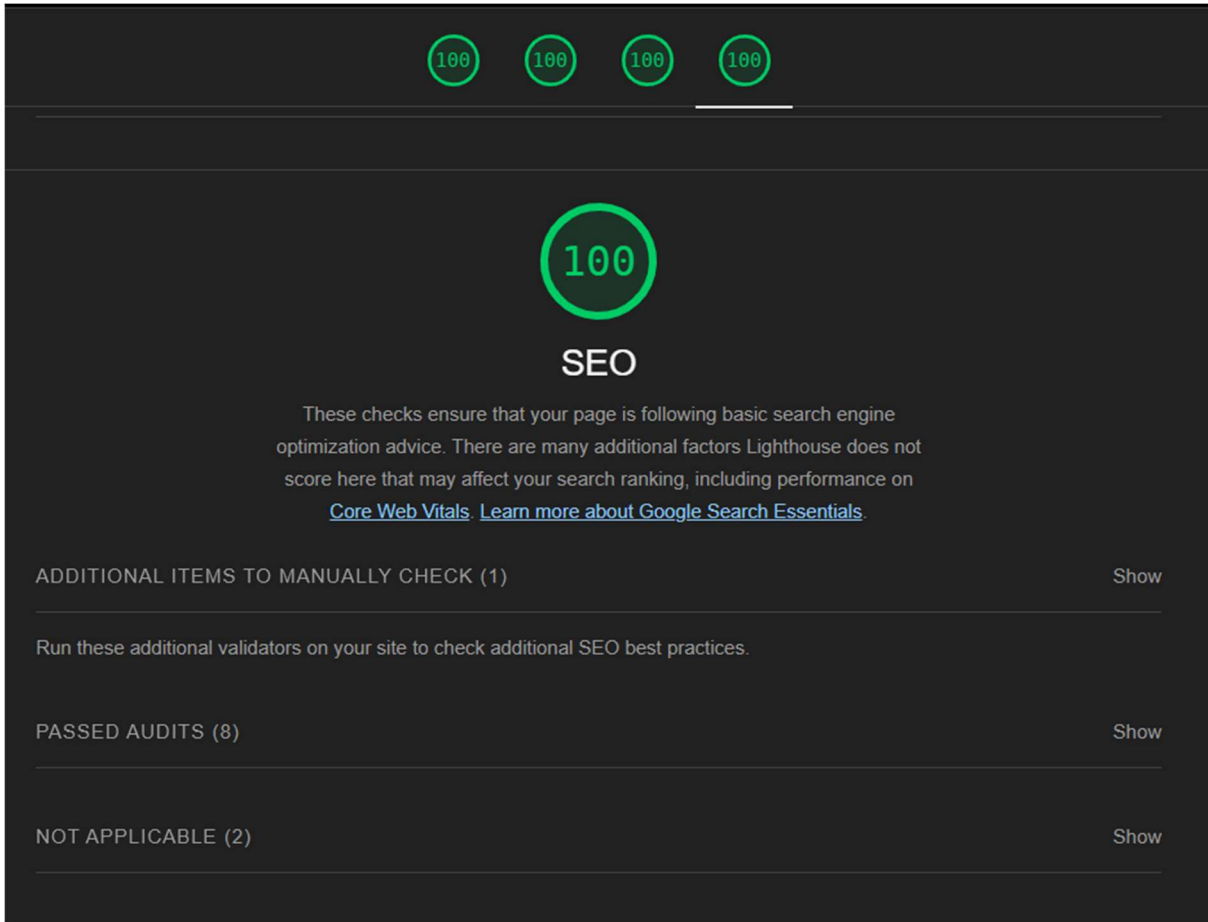 100 100 100 100
100
SEO
These checks ensure that your page is following basic search engine
optimization advice. There are many additional factors Lighthouse does not
score here that may affect your search ranking, including performance on
Core Web Vitals. Learn more about Google Search Essentials.
ADDITIONAL ITEMS TO MANUALLY CHECK (1) Show
Run these additional validators on your site to check additional SEO best practices.
PASSED AUDITS (8) Show
NOT APPLICABLE (2) Show